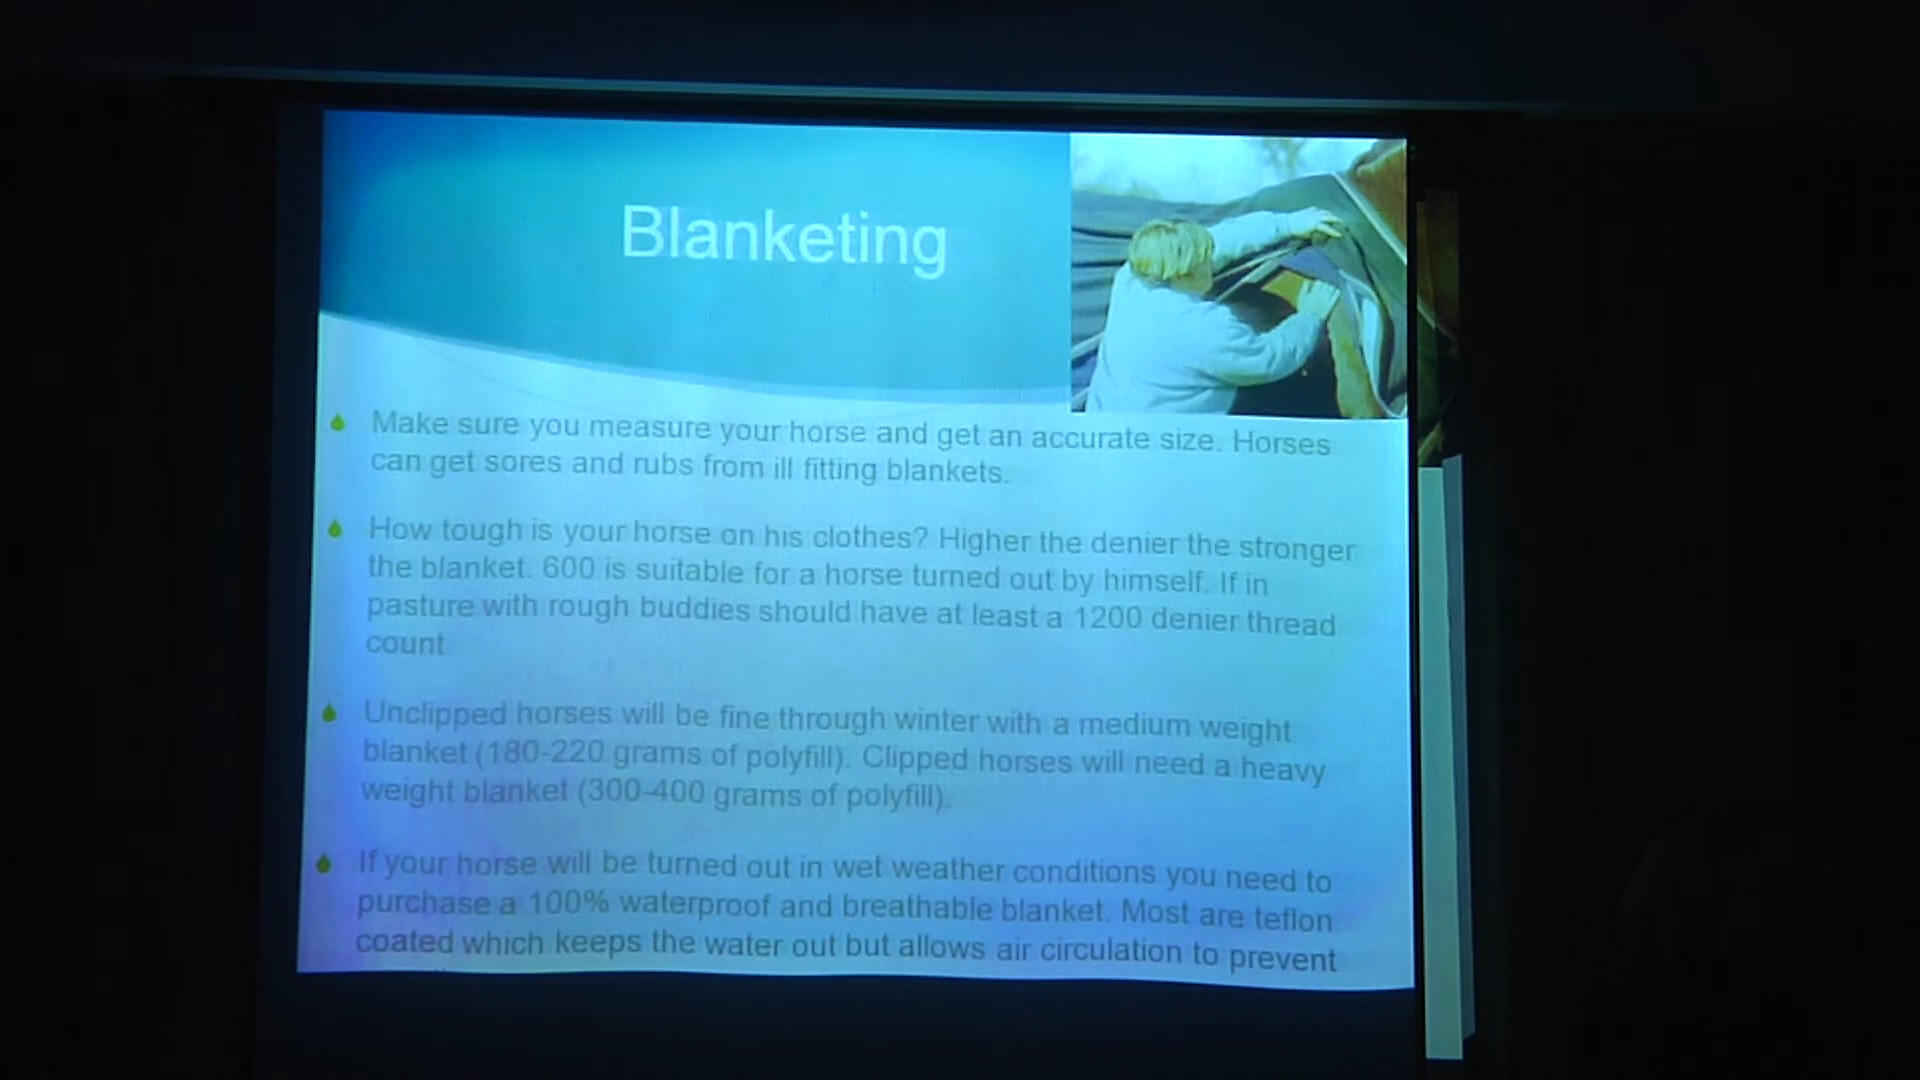 Blanketing
Make sure you measure your horse and get an accurate size. Horses
can get sores and rubs from ill fitting blankets.
How tough is your horse on his clothes? Higher the denier the stronger
the blanket. 600 is suitable for a horse turned out by himself. If in
pasture with rough buddies should have at least a 1200 denier thread
count.
Unclipped horses will be fine through winter with a medium weight
blanket (180-220 grams of polyfill). Clipped horses will need a heavy
weight blanket (300-400 grams of polyfill).
If your horse will be turned out in wet weather conditions you need to
purchase a 100% waterproof and breathable blanket. Most are teflon
coated which keeps the water out but allows air circulation to prevent